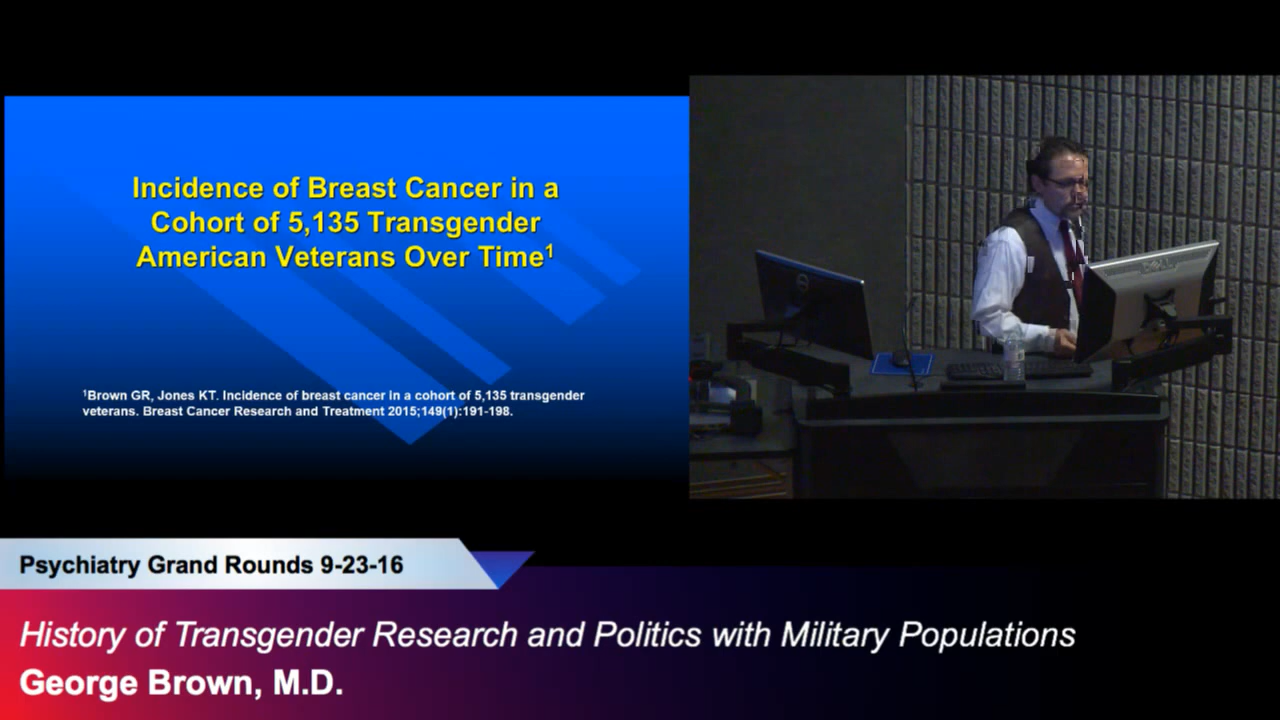 Incidence of Breast Cancer in a
Cohort of 5,135 Transgender
American Veterans Over Time¹
¹Brown GR, Jones KT. Incidence of breast cancer in a cohort of 5,135 transgender
veterans. Breast Cancer Research and Treatment 2015;149(1):191-198.
DELL
Psychiatry Grand Rounds 9-23-16
History of Transgender Research and Politics with Military Populations
George Brown, M.D.